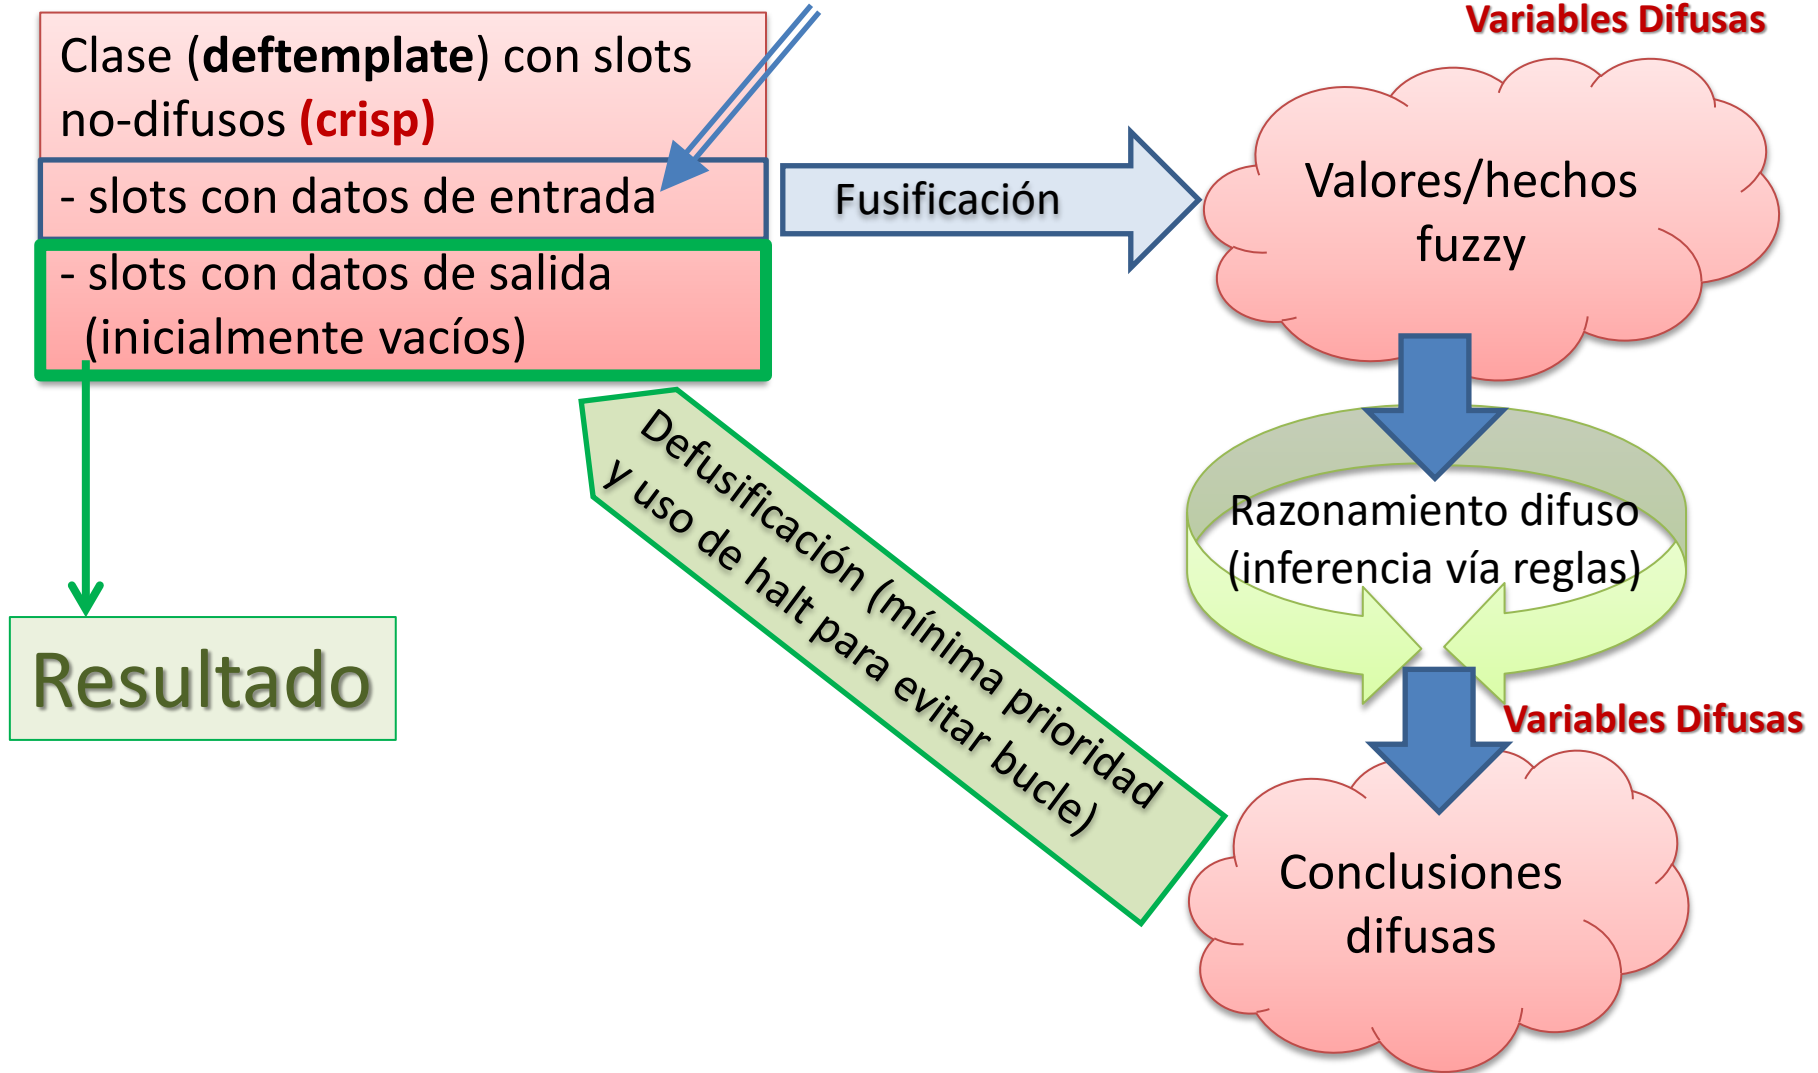 Variables Difusas
Clase (deftemplate) con slots
no-difusos (crisp)
- slots con datos de entrada
- slots con datos de salida
(inicialmente vacíos)
Fusificación
Valores/hechos
fuzzy
Razonamiento difuso
(inferencia vía reglas)
Variables Difusas
Conclusiones
difusas
Defusificación (mínima prioridad
y uso de halt para evitar bucle)
Resultado